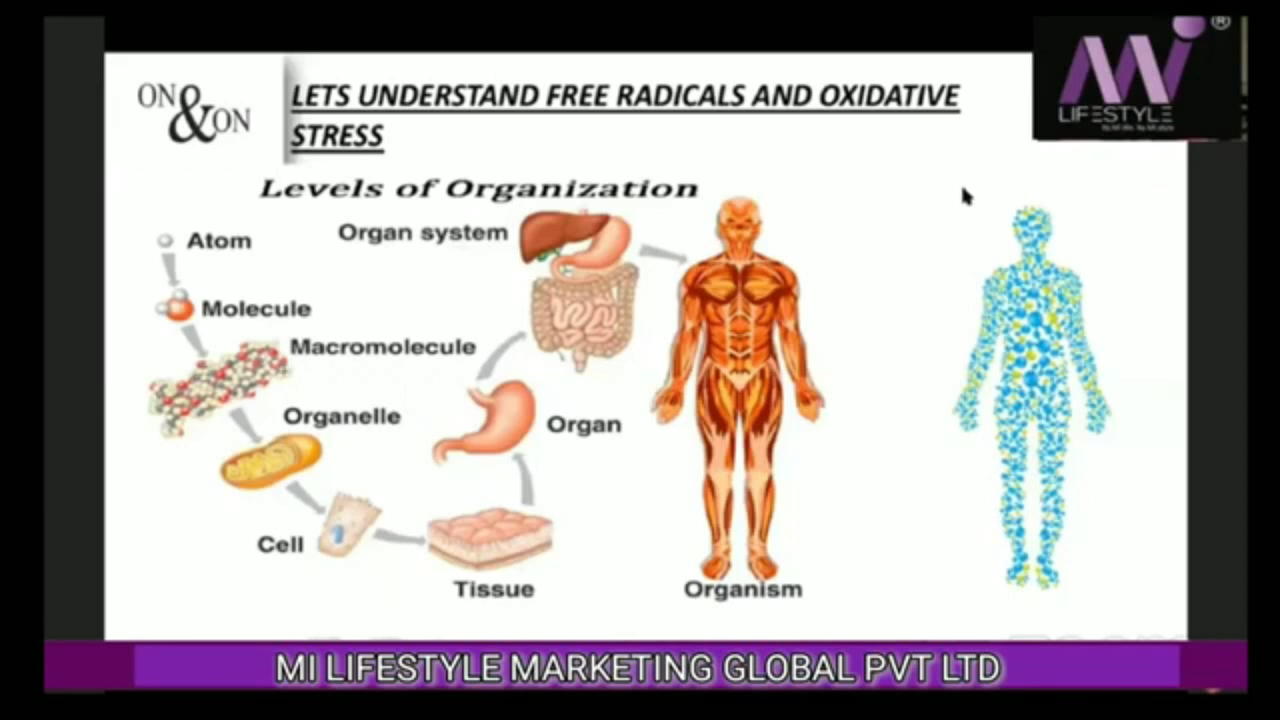 ON & ON
LETS UNDERSTAND FREE RADICALS AND OXIDATIVE
STRESS
Mi
®
LIFESTYLE
Levels of Organization
Atom
Organ system
Molecule
Macromolecule
Organelle
Organ
Cell
Tissue
Organism
MI LIFESTYLE MARKETING GLOBAL PVT LTD